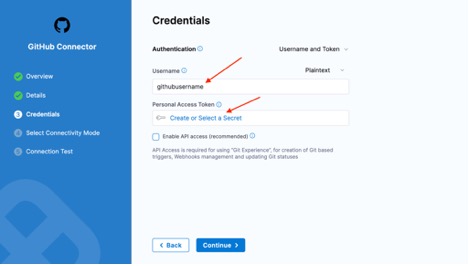 GitHub Connector
Overview
Details
3 Credentials
4 Select Connectivity Mode
5 Connection Test
Credentials
Authentication Username and Token
Username Plaintext
githubusername
Personal Access Token
Create or Select a Secret
Enable API access (recommended)
API Access is required for using "Git Experience", for creation of Git based
triggers, Webhooks management and updating Git statuses
< Back Continue >